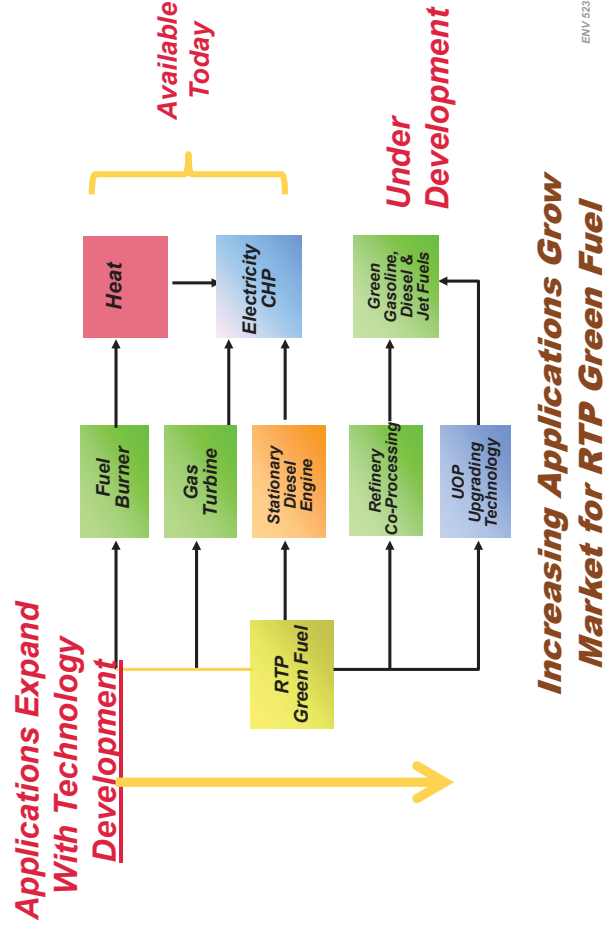 Applications Expand
With Technology
Development
RTP
Green Fuel
Fuel
Burner
Gas
Turbine
Stationary
Diesel
Engine
Refinery
Co-Processing
UOP
Upgrading
Technology
Heat
Electricity
CHP
Green
Gasoline,
Diesel &
Jet Fuels
Available
Today
Under
Development
Increasing Applications Grow
Market for RTP Green Fuel
ENV 523